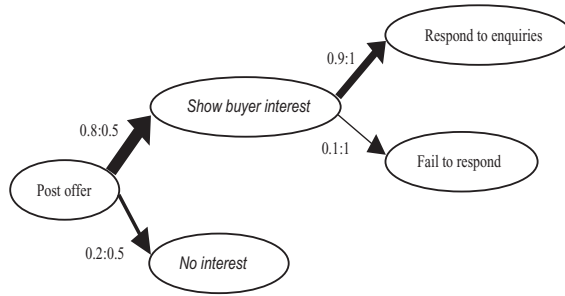 Respond to enquiries
0.9:1
Show buyer interest
0.8:0.5
0.1:1
Fail to respond
Post offer
0.2:0.5
No interest